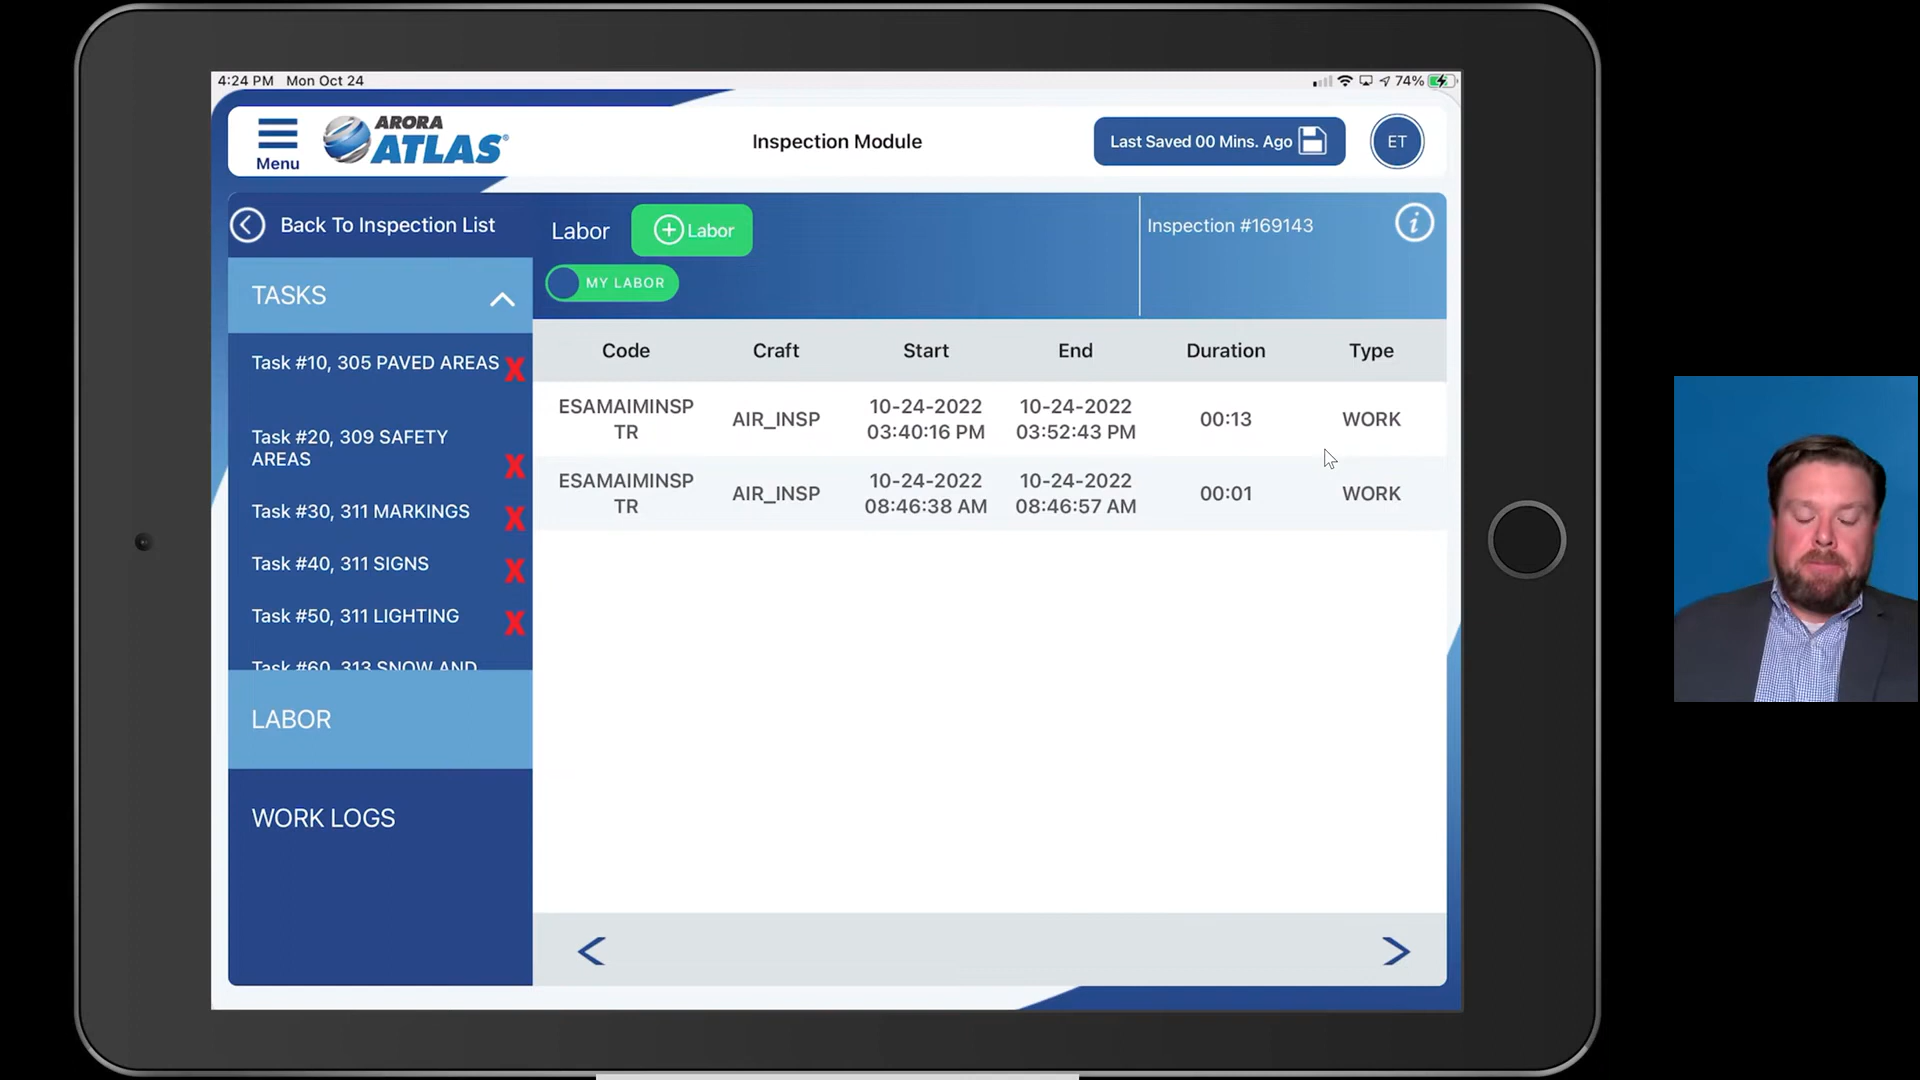 4:24 PM Mon Oct 24
74%
Menu
ARORA
ATLAS®
Inspection Module
Last Saved 00 Mins. Ago
ET
Back To Inspection List
Labor
Labor
Inspection #169143
i
MY LABOR
TASKS
Task #10, 305 PAVED AREAS X
Task #20, 309 SAFETY
AREAS X
Task #30, 311 MARKINGS X
Task #40, 311 SIGNS X
Task #50, 311 LIGHTING X
Task #60, 313 SNOW AND
LABOR
WORK LOGS
Code Craft Start End Duration Type
ESAMAIMINSP
TR
AIR_INSP
10-24-2022
03:40:16 PM
10-24-2022
03:52:43 PM
00:13
WORK
ESAMAIMINSP
TR
AIR_INSP
10-24-2022
08:46:38 AM
10-24-2022
08:46:57 AM
00:01
WORK